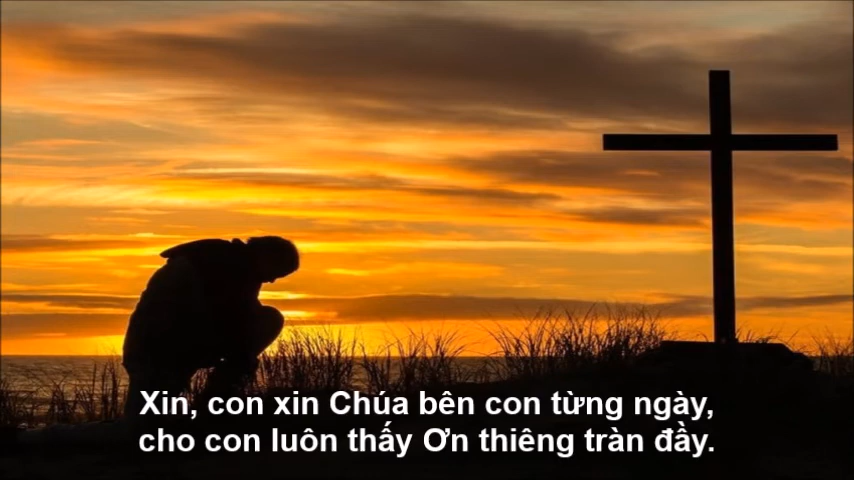 Xin, con xin Chúa bên con từng ngày,
cho con luôn thấy Ơn thiêng tràn đầy.